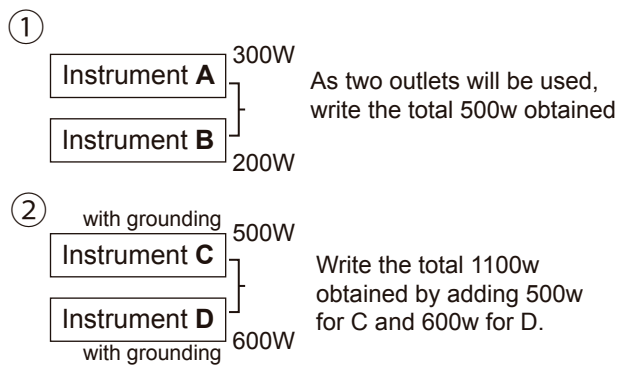 ①
300W
Instrument A
As two outlets will be used,
write the total 500w obtained
Instrument B
200W
②
with grounding
500W
Instrument C
Write the total 1100w
obtained by adding 500w
for C and 600w for D.
Instrument D
600W
with grounding